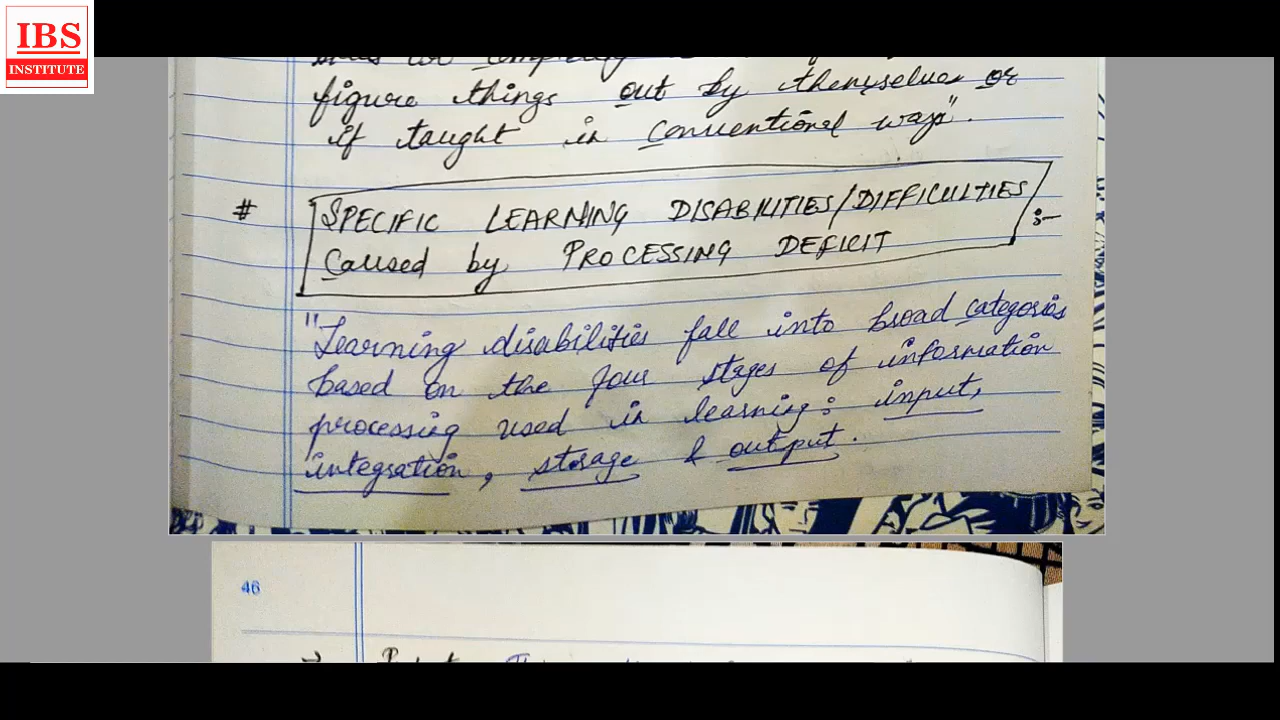 IBS
INSTITUTE
figure things out by themselves or
if taught in conventional ways".
# SPECIFIC LEARNING DISABILITIES/DIFFICULTIES :-
Caused by PROCESSING DEFICIT
"Learning disabilities fall into broad categories
based on the four stages of information
processing used in learning: input,
integration, storage & output.
46